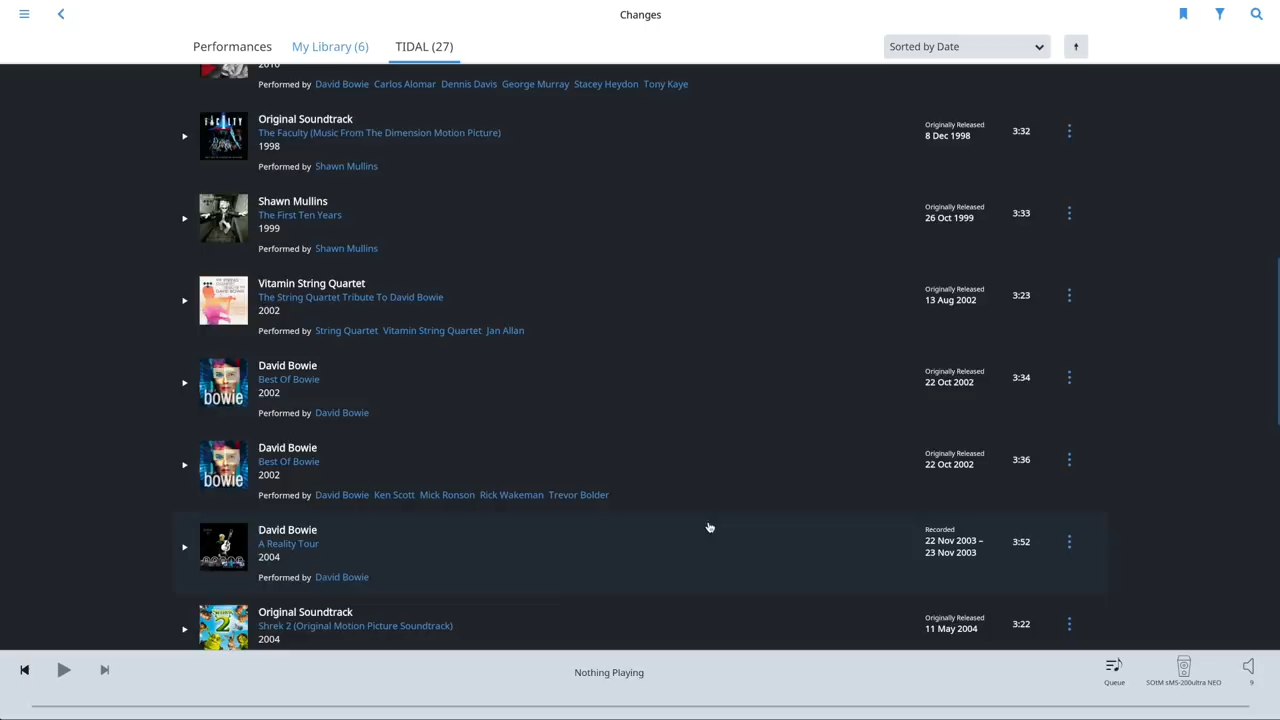 Changes
Performances My Library (6) TIDAL (27)
Sorted by Date
2010
Performed by David Bowie Carlos Alomar Dennis Davis George Murray Stacey Heydon Tony Kaye
FACULTY
Original Soundtrack
The Faculty (Music From The Dimension Motion Picture)
1998
Performed by Shawn Mullins
Originally Released
8 Dec 1998
3:32
Shawn Mullins
The First Ten Years
1999
Performed by Shawn Mullins
Originally Released
26 Oct 1999
3:33
Vitamin String Quartet
The String Quartet Tribute To David Bowie
2002
Performed by String Quartet Vitamin String Quartet Jan Allan
Originally Released
13 Aug 2002
3:23
bowie
David Bowie
Best Of Bowie
2002
Performed by David Bowie
Originally Released
22 Oct 2002
3:34
bowie
David Bowie
Best Of Bowie
2002
Performed by David Bowie Ken Scott Mick Ronson Rick Wakeman Trevor Bolder
Originally Released
22 Oct 2002
3:36
David Bowie
A Reality Tour
2004
Performed by David Bowie
Recorded
22 Nov 2003 –
23 Nov 2003
3:52
2
Original Soundtrack
Shrek 2 (Original Motion Picture Soundtrack)
2004
Originally Released
11 May 2004
3:22
Nothing Playing
Queue
SOtM sMS-200ultra NEO
9